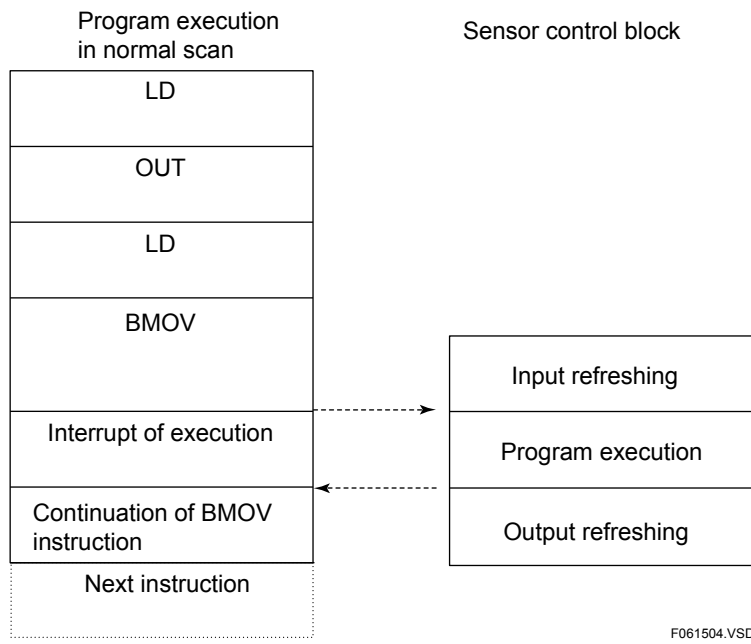 Program execution
in normal scan
Sensor control block
LD
OUT
LD
BMOV
Interrupt of execution
Continuation of BMOV
instruction
Next instruction
Input refreshing
Program execution
Output refreshing
F061504.VSD